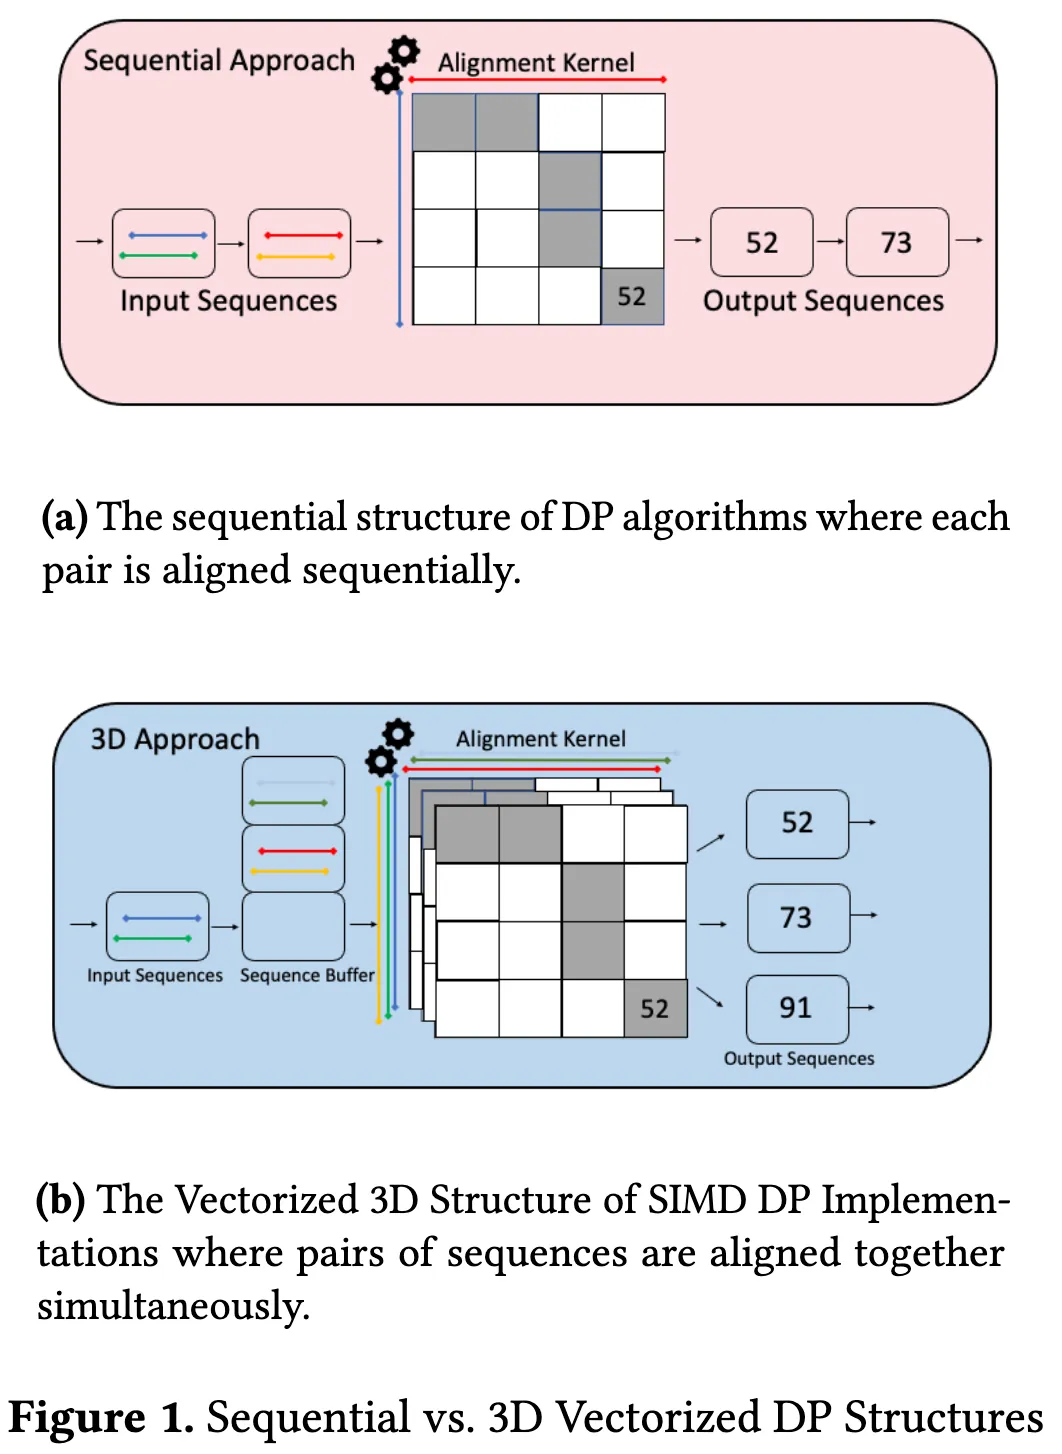 Sequential Approach
Alignment Kernel
52
52
73
Input Sequences
Output Sequences
(a) The sequential structure of DP algorithms where each
pair is aligned sequentially.
3D Approach
Alignment Kernel
52
73
52
91
Input Sequences
Sequence Buffer
Output Sequences
(b) The Vectorized 3D Structure of SIMD DP Implemen-
tations where pairs of sequences are aligned together
simultaneously.
Figure 1. Sequential vs. 3D Vectorized DP Structures